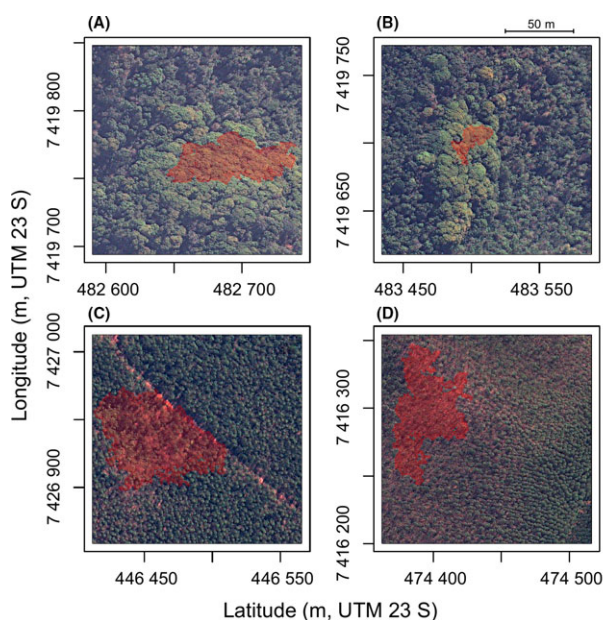 (A)
(B)
50 m
7 419 800
7 419 700
482 600
482 700
7 419 750
7 419 650
483 450
483 550
(C)
(D)
7 427 000
7 426 900
446 450
446 550
7 416 300
7 416 200
474 400
474 500
Longitude (m, UTM 23 S)
Latitude (m, UTM 23 S)